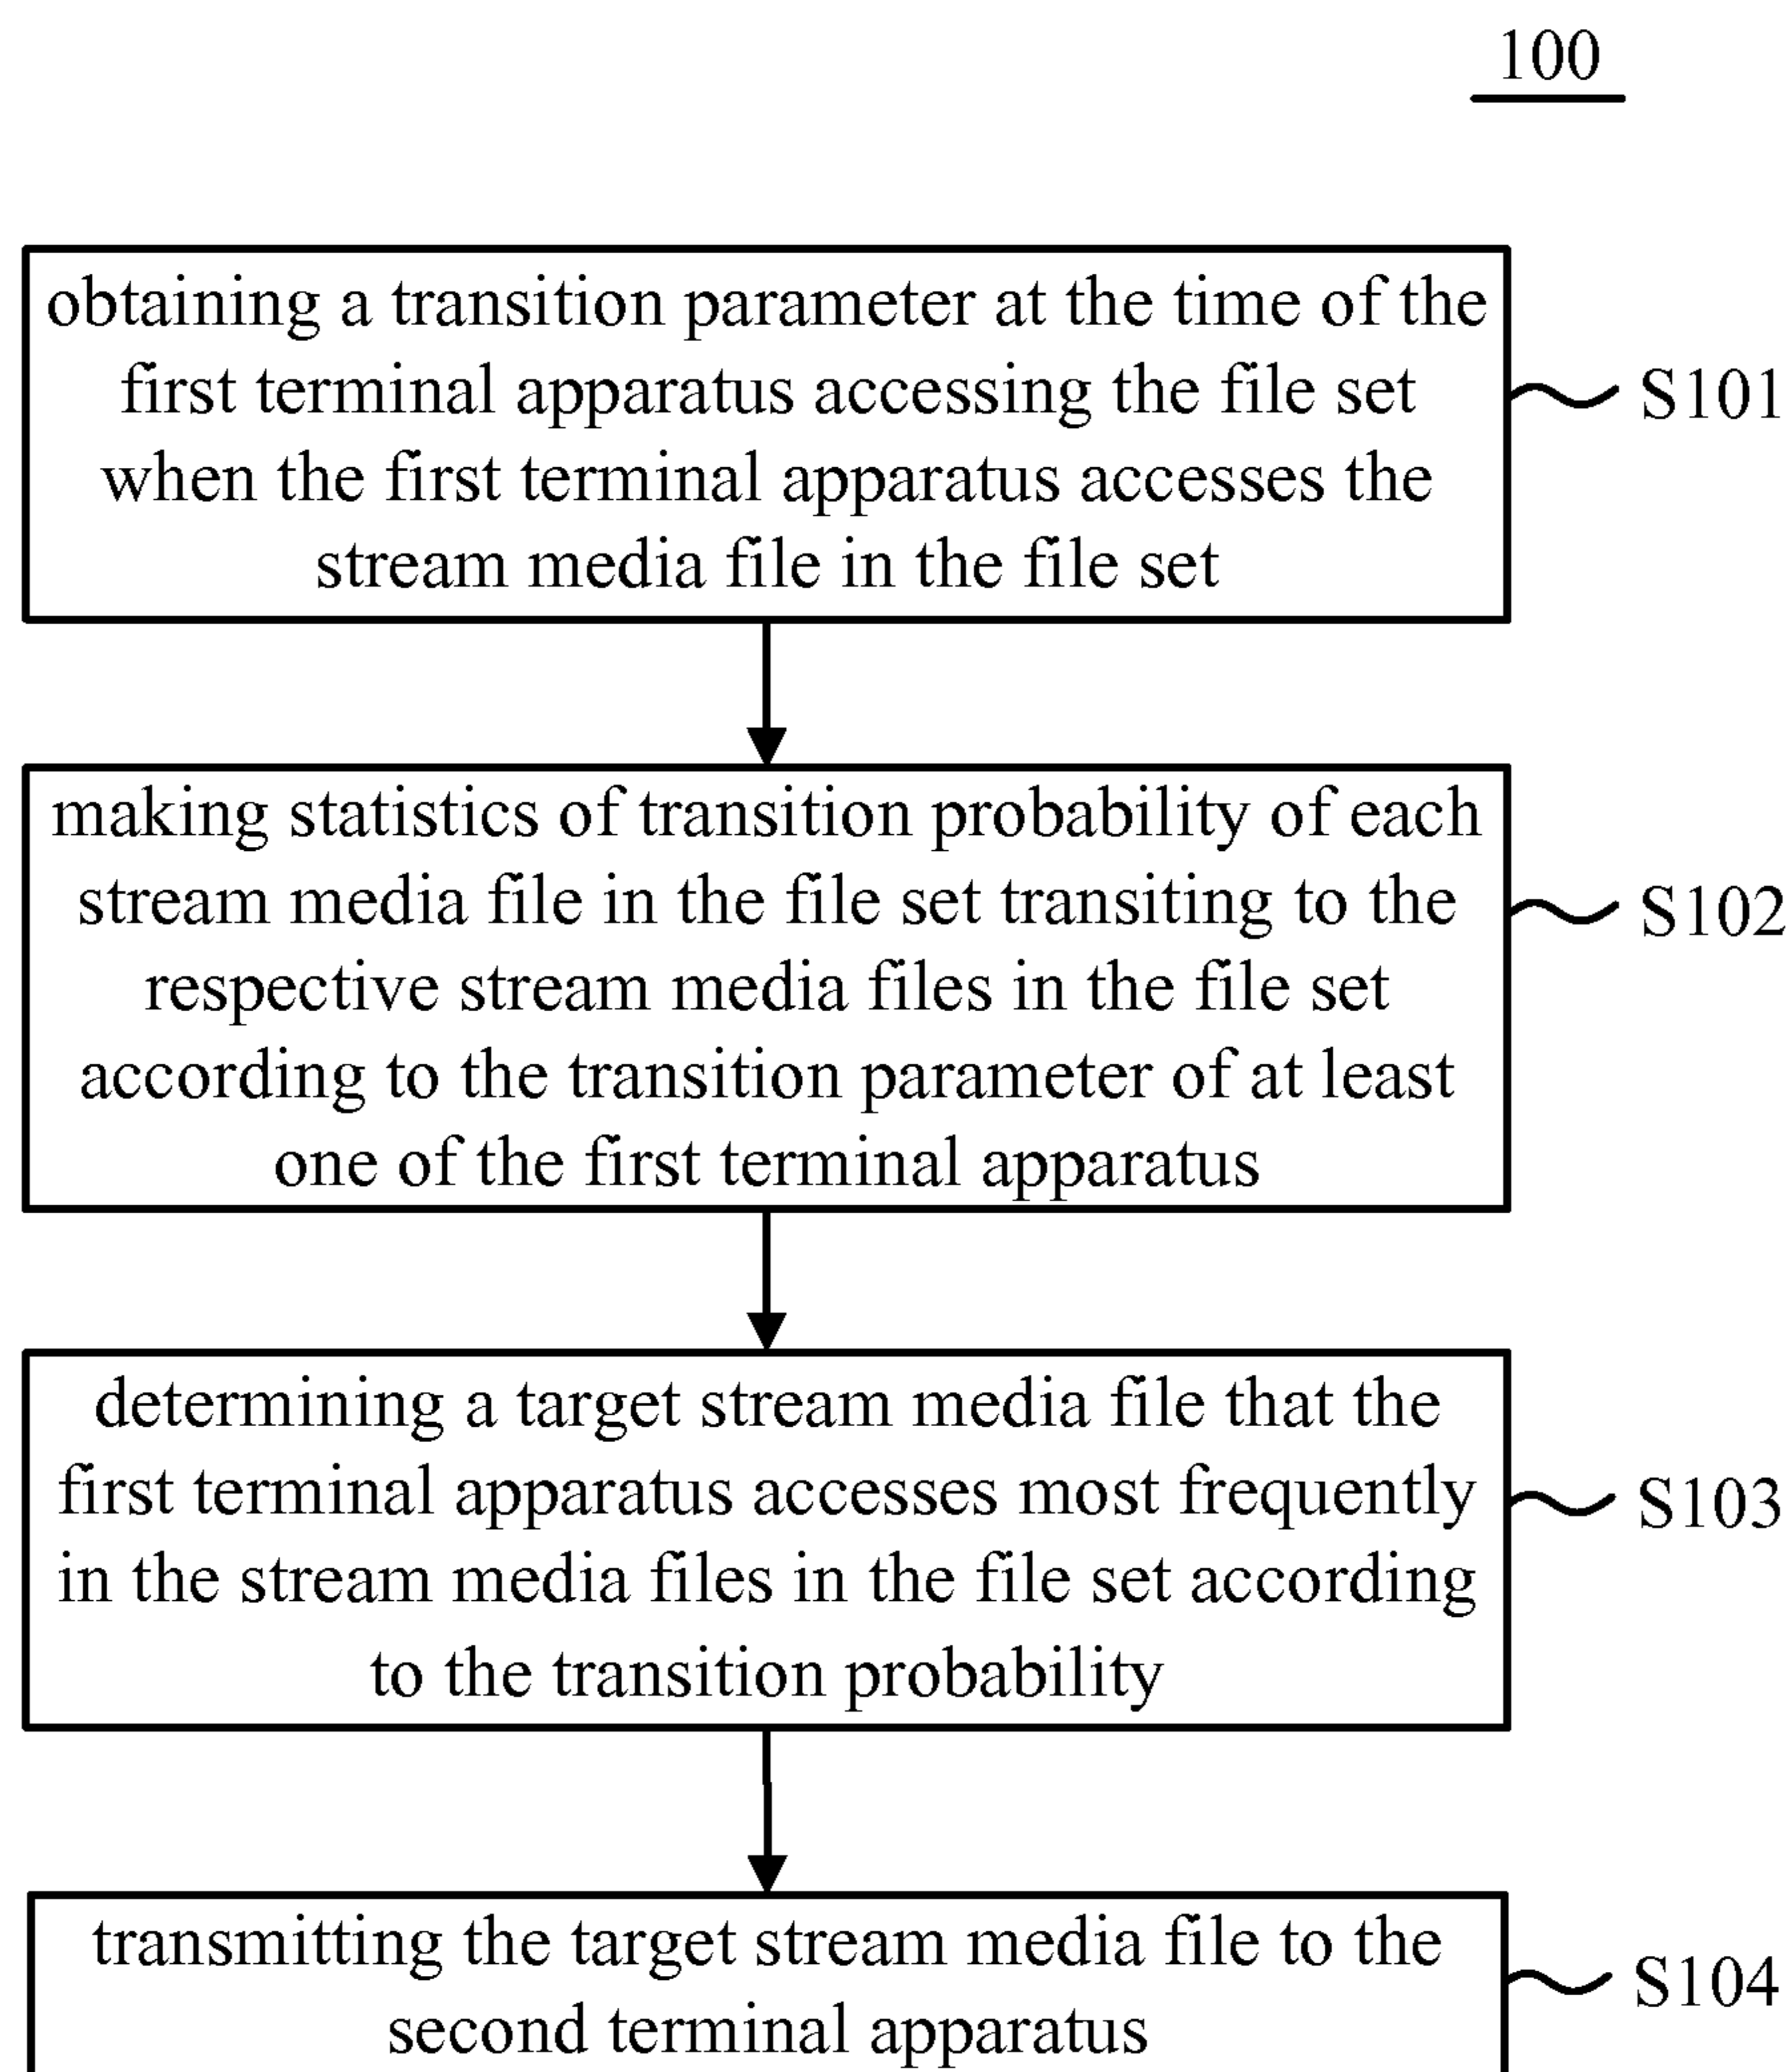 100
obtaining a transition parameter at the time of the
first terminal apparatus accessing the file set
when the first terminal apparatus accesses the
stream media file in the file set
S101
making statistics of transition probability of each
stream media file in the file set transiting to the
respective stream media files in the file set
according to the transition parameter of at least
one of the first terminal apparatus
S102
determining a target stream media file that the
first terminal apparatus accesses most frequently
in the stream media files in the file set according
to the transition probability
S103
transmitting the target stream media file to the
second terminal apparatus
S104